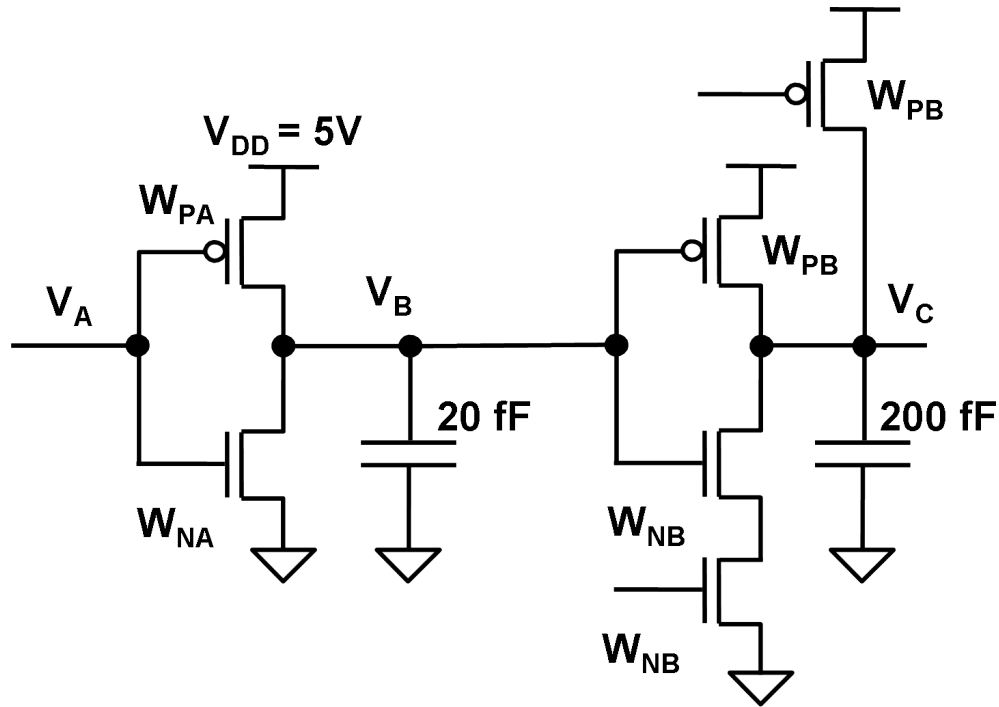 W_PB
V_DD = 5V
W_PA
W_PB
V_A
V_B
V_C
20 fF
200 fF
W_NA
W_NB
W_NB